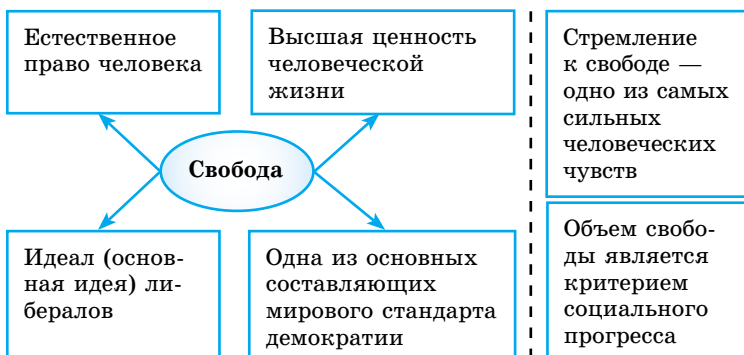 Естественное
право человека
Высшая ценность
человеческой
жизни
Свобода
Идеал (основ-
ная идея) ли-
бералов
Одна из основных
составляющих
мирового стандарта
демократии
Стремление
к свободе —
одно из самых
сильных
человеческих
чувств
Объем свобо-
ды является
критерием
социального
прогресса